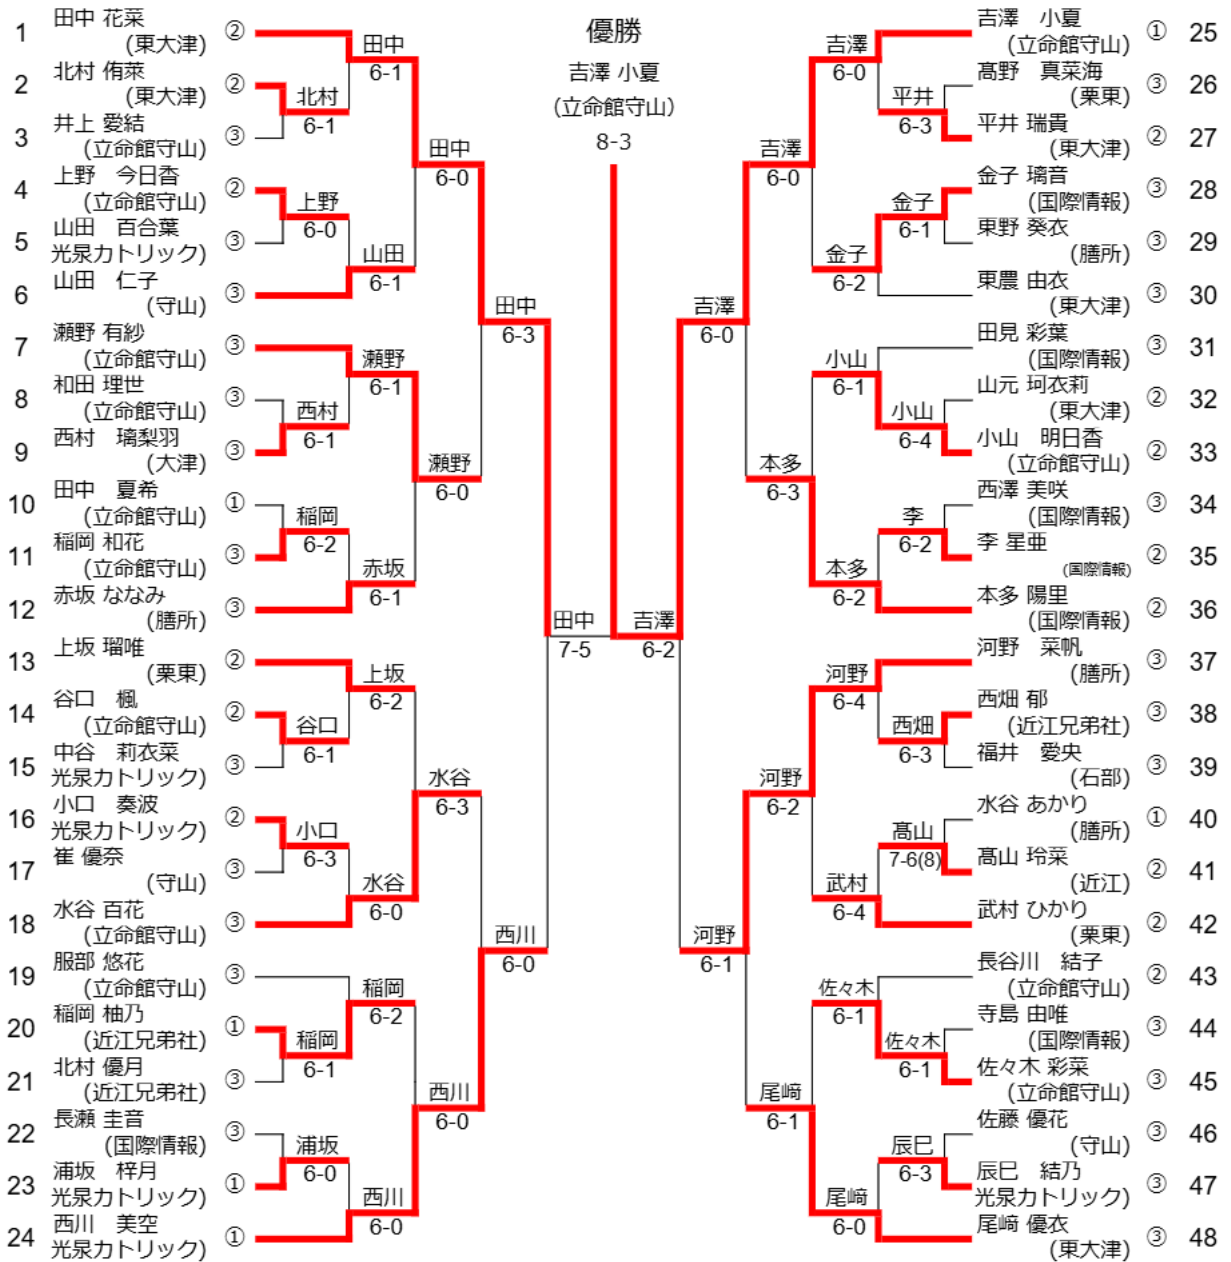 優勝
吉澤 小夏
(立命館守山)
8-3
1 田中 花菜 ②
(東大津)
2 北村 侑萊 ②
(東大津)
3 井上 愛結 ③
(立命館守山)
4 上野 今日香 ②
(立命館守山)
5 山田 百合葉 ③
光泉カトリック)
6 山田 仁子 ③
(守山)
7 瀬野 有紗 ③
(立命館守山)
8 和田 理世 ③
(立命館守山)
9 西村 璃梨羽 ③
(大津)
10 田中 夏希 ①
(立命館守山)
11 稲岡 和花 ③
(立命館守山)
12 赤坂 ななみ ③
(膳所)
13 上坂 瑠唯 ②
(栗東)
14 谷口 楓 ②
(立命館守山)
15 中谷 莉衣菜 ③
光泉カトリック)
16 小口 奏波 ②
光泉カトリック)
17 崔 優奈 ③
(守山)
18 水谷 百花 ③
(立命館守山)
19 服部 悠花 ③
(立命館守山)
20 稲岡 柚乃 ①
(近江兄弟社)
21 北村 優月 ③
(近江兄弟社)
22 長瀬 圭音 ③
(国際情報)
23 浦坂 梓月 ①
光泉カトリック)
24 西川 美空 ①
光泉カトリック)
北村
6-1
上野
6-0
西村
6-1
稲岡
6-2
谷口
6-1
小口
6-3
稲岡
6-1
浦坂
6-0
田中
6-1
山田
6-1
瀬野
6-1
赤坂
6-1
上坂
6-2
水谷
6-0
稲岡
6-2
西川
6-0
田中
6-0
瀬野
6-0
水谷
6-3
西川
6-0
田中
6-3
西川
6-0
田中
7-5
吉澤
6-2
吉澤
6-0
河野
6-1
吉澤
6-0
本多
6-3
河野
6-2
尾﨑
6-1
吉澤
6-0
金子
6-2
小山
6-1
本多
6-2
河野
6-4
武村
6-4
佐々木
6-1
尾﨑
6-0
平井
6-3
金子
6-1
小山
6-4
李
6-2
西畑
6-3
髙山
7-6(8)
佐々木
6-1
辰巳
6-3
吉澤 小夏 ① 25
(立命館守山)
髙野 真菜海 ③ 26
(栗東)
平井 瑞貴 ② 27
(東大津)
金子 璃音 ③ 28
(国際情報)
東野 葵衣 ③ 29
(膳所)
東農 由衣 ③ 30
(東大津)
田見 彩葉 ③ 31
(国際情報)
山元 珂衣莉 ② 32
(東大津)
小山 明日香 ② 33
(立命館守山)
西澤 美咲 ③ 34
(国際情報)
李 星亜 ② 35
(国際情報)
本多 陽里 ② 36
(国際情報)
河野 菜帆 ③ 37
(膳所)
西畑 郁 ③ 38
(近江兄弟社)
福井 愛央 ③ 39
(石部)
水谷 あかり ① 40
(膳所)
髙山 玲菜 ② 41
(近江)
武村 ひかり ② 42
(栗東)
長谷川 結子 ② 43
(立命館守山)
寺島 由唯 ③ 44
(国際情報)
佐々木 彩菜 ③ 45
(立命館守山)
佐藤 優花 ③ 46
(守山)
辰巳 結乃 ③ 47
光泉カトリック)
尾﨑 優衣 ③ 48
(東大津)